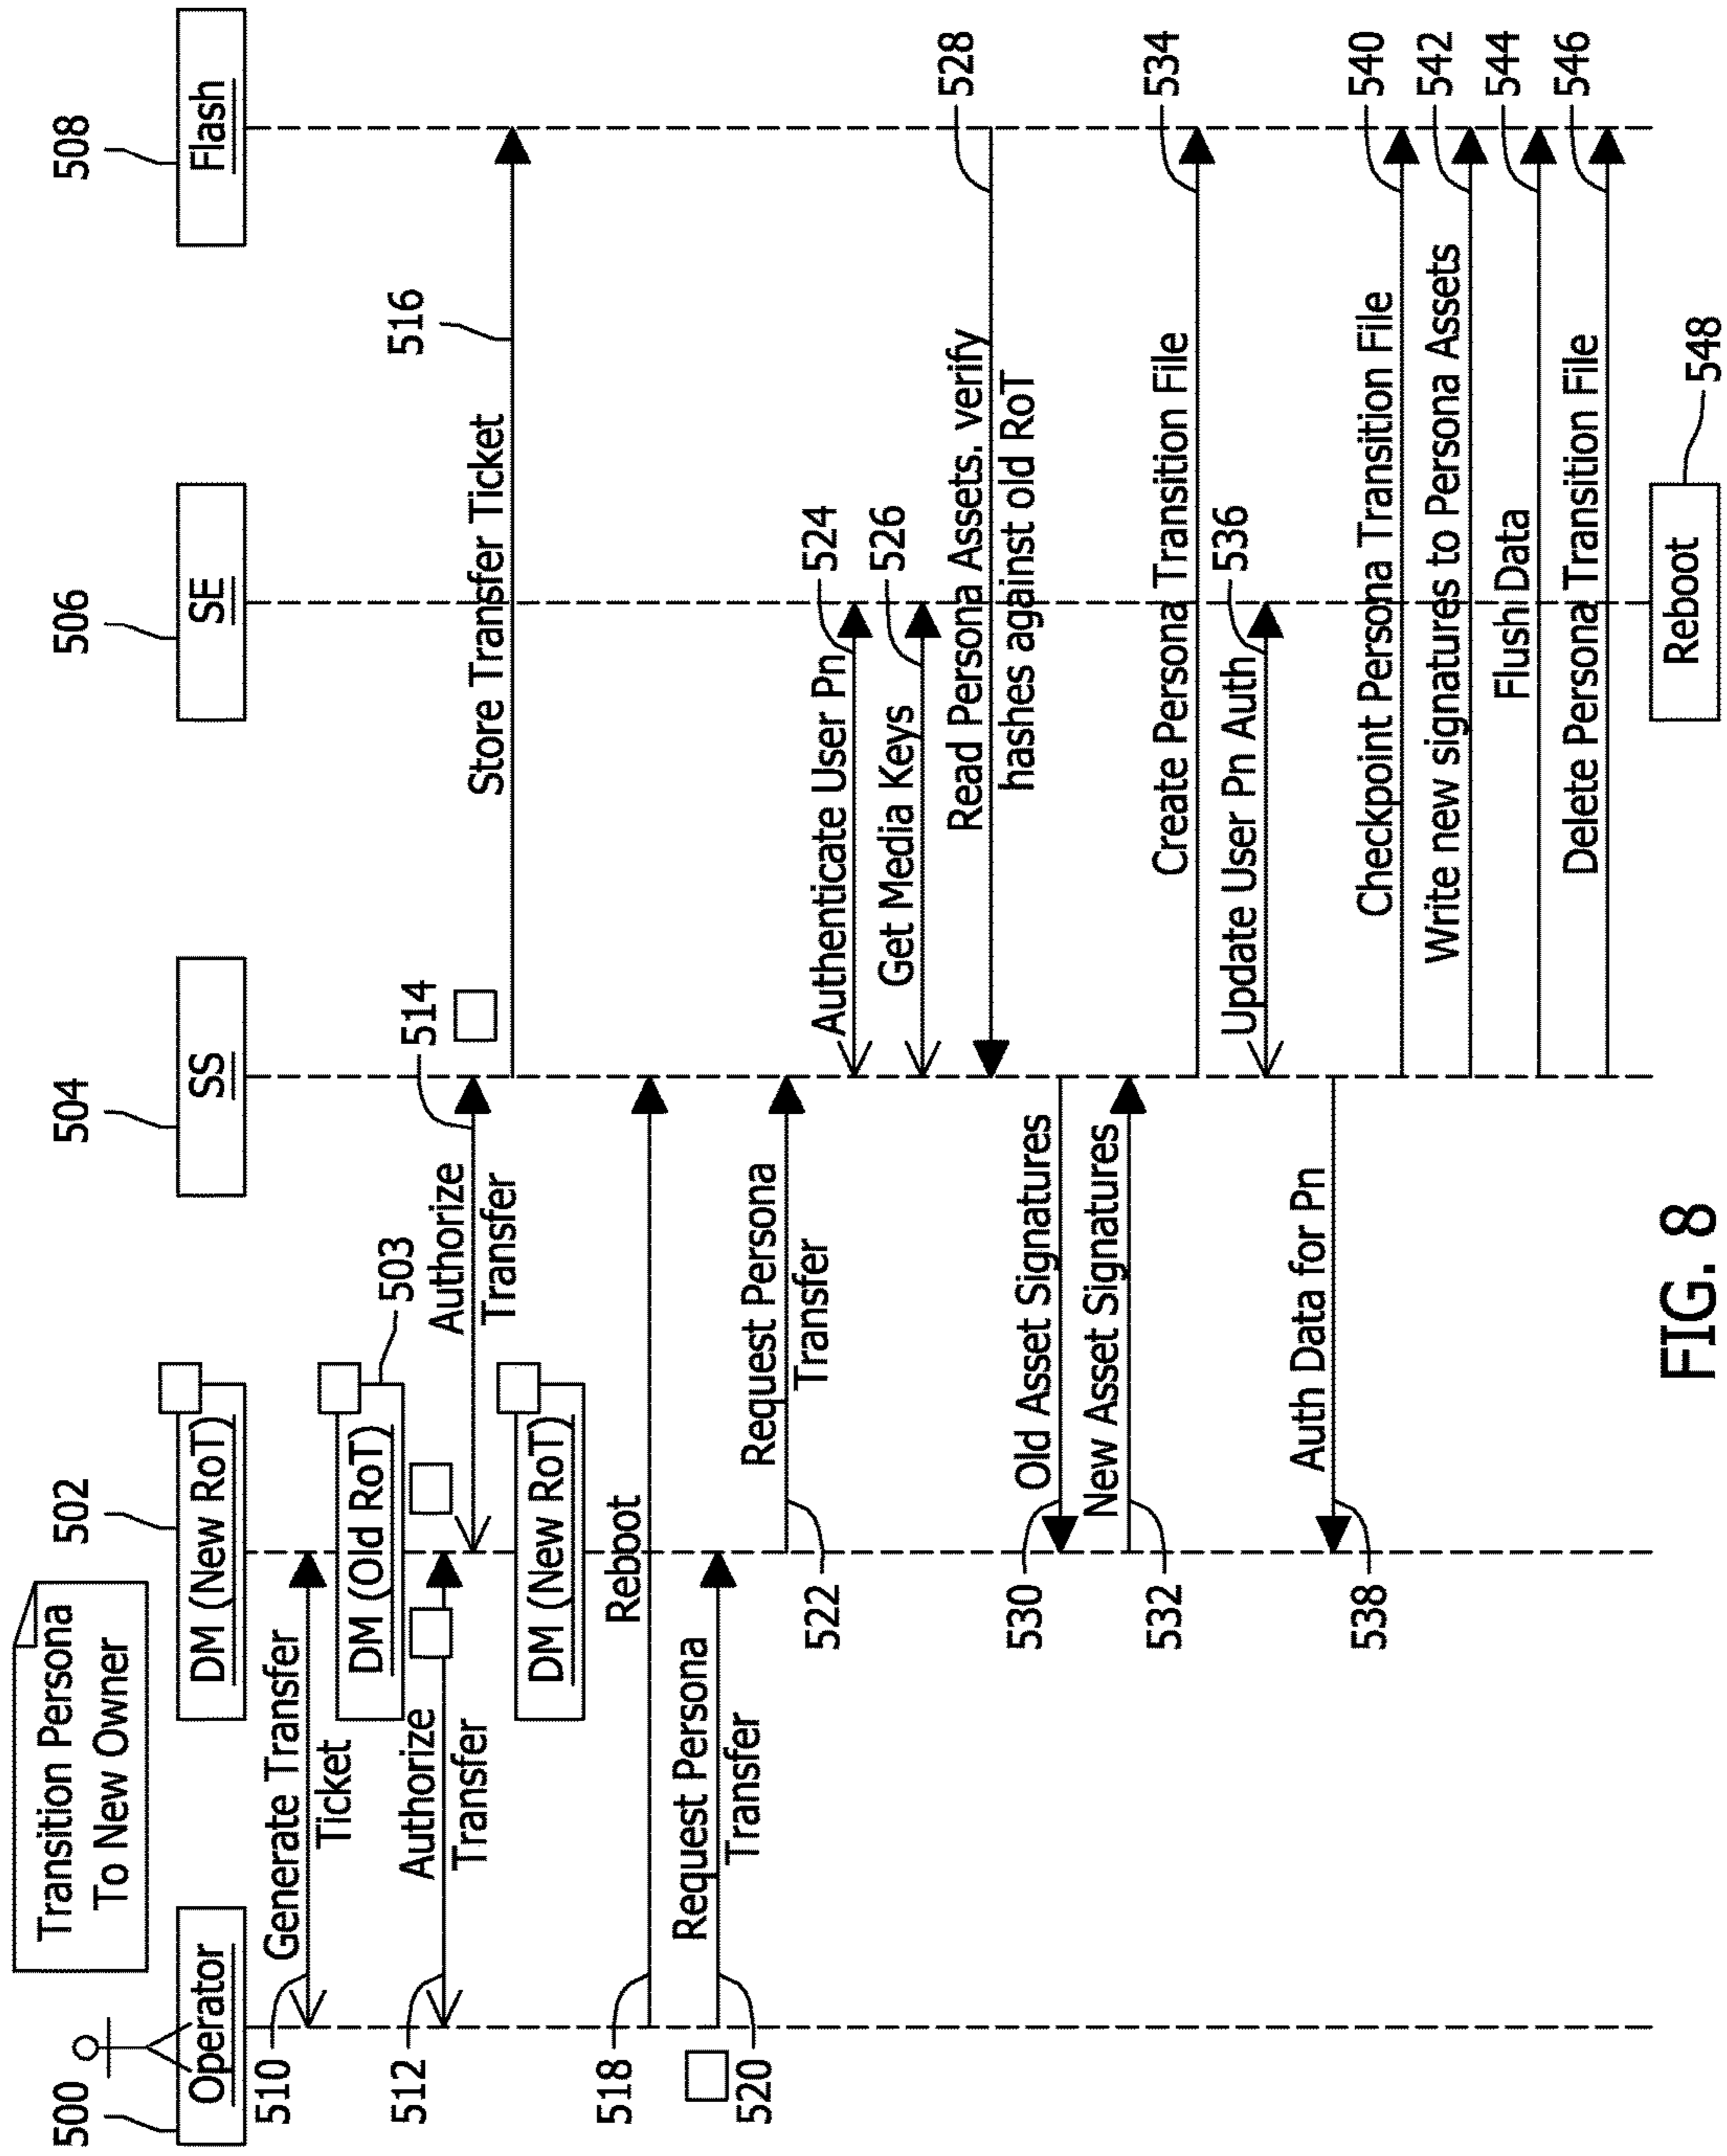 Transition Persona
To New Owner
500
502
504
506
508
Operator
DM (New RoT)
SS
SE
Flash
510
Generate Transfer
Ticket
DM (Old RoT)
503
512
Authorize
Transfer
Authorize
Transfer
514
516
Store Transfer Ticket
DM (New RoT)
518
Reboot
520
Request Persona
Transfer
522
Request Persona
Transfer
Authenticate User Pn
524
Get Media Keys
526
Read Persona Assets. verify
hashes against old RoT
528
530
Old Asset Signatures
532
New Asset Signatures
Create Persona Transition File
534
Update User Pn Auth
536
538
Auth Data for Pn
Checkpoint Persona Transition File
540
Write new signatures to Persona Assets
542
Flush Data
544
Delete Persona Transition File
546
Reboot
548
FIG. 8